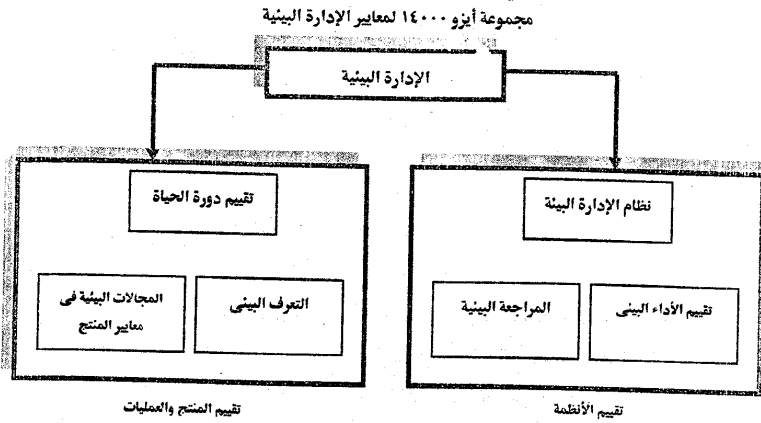 مجموعة أيزو ١٤٠٠٠ لمعايير الإدارة البيئية
الإدارة البيئية
نظام الإدارة البيئة
تقييم الأداء البيئى
المراجعة البيئية
تقييم الأنظمة
تقييم دورة الحياة
التعرف البيئى
المجالات البيئية فى
معايير المنتج
تقييم المنتج والعمليات